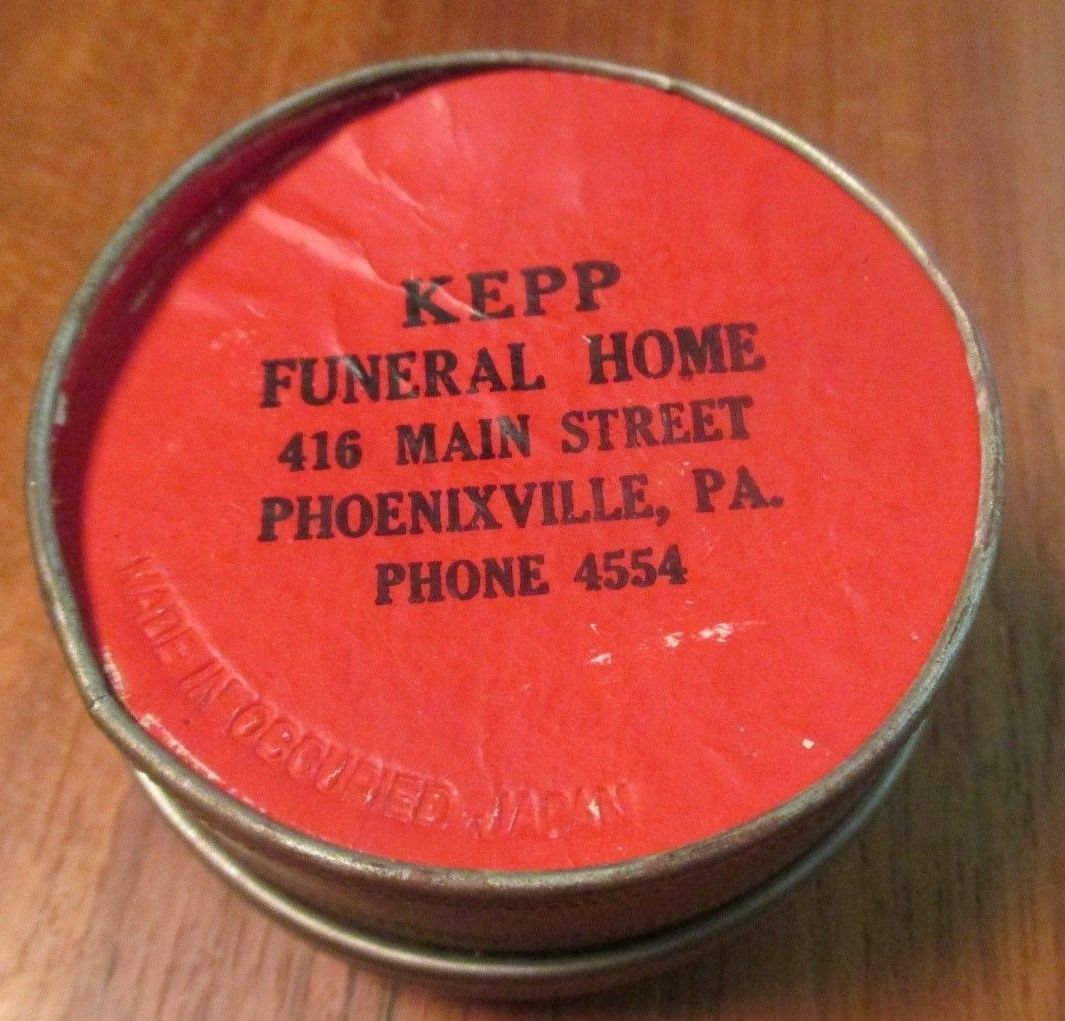 KEPP
FUNERAL HOME
416 MAIN STREET
PHOENIXVILLE, PA.
PHONE 4554
MADE IN OCCUPIED JAPAN